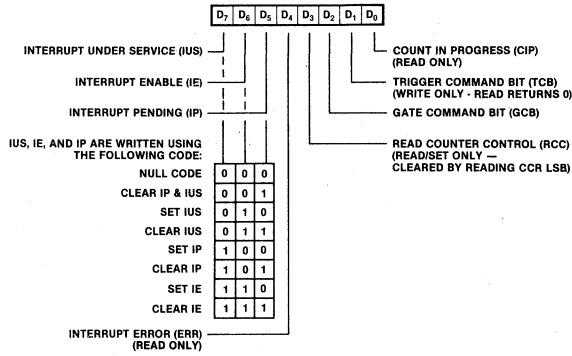 D7 D6 D5 D4 D3 D2 D1 D0
INTERRUPT UNDER SERVICE (IUS)
INTERRUPT ENABLE (IE)
INTERRUPT PENDING (IP)
IUS, IE, AND IP ARE WRITTEN USING
THE FOLLOWING CODE:
NULL CODE 0 0 0
CLEAR IP & IUS 0 0 1
SET IUS 0 1 0
CLEAR IUS 0 1 1
SET IP 1 0 0
CLEAR IP 1 0 1
SET IE 1 1 0
CLEAR IE 1 1 1
INTERRUPT ERROR (ERR)
(READ ONLY)
COUNT IN PROGRESS (CIP)
(READ ONLY)
TRIGGER COMMAND BIT (TCB)
(WRITE ONLY - READ RETURNS 0)
GATE COMMAND BIT (GCB)
READ COUNTER CONTROL (RCC)
(READ/SET ONLY —
CLEARED BY READING CCR LSB)